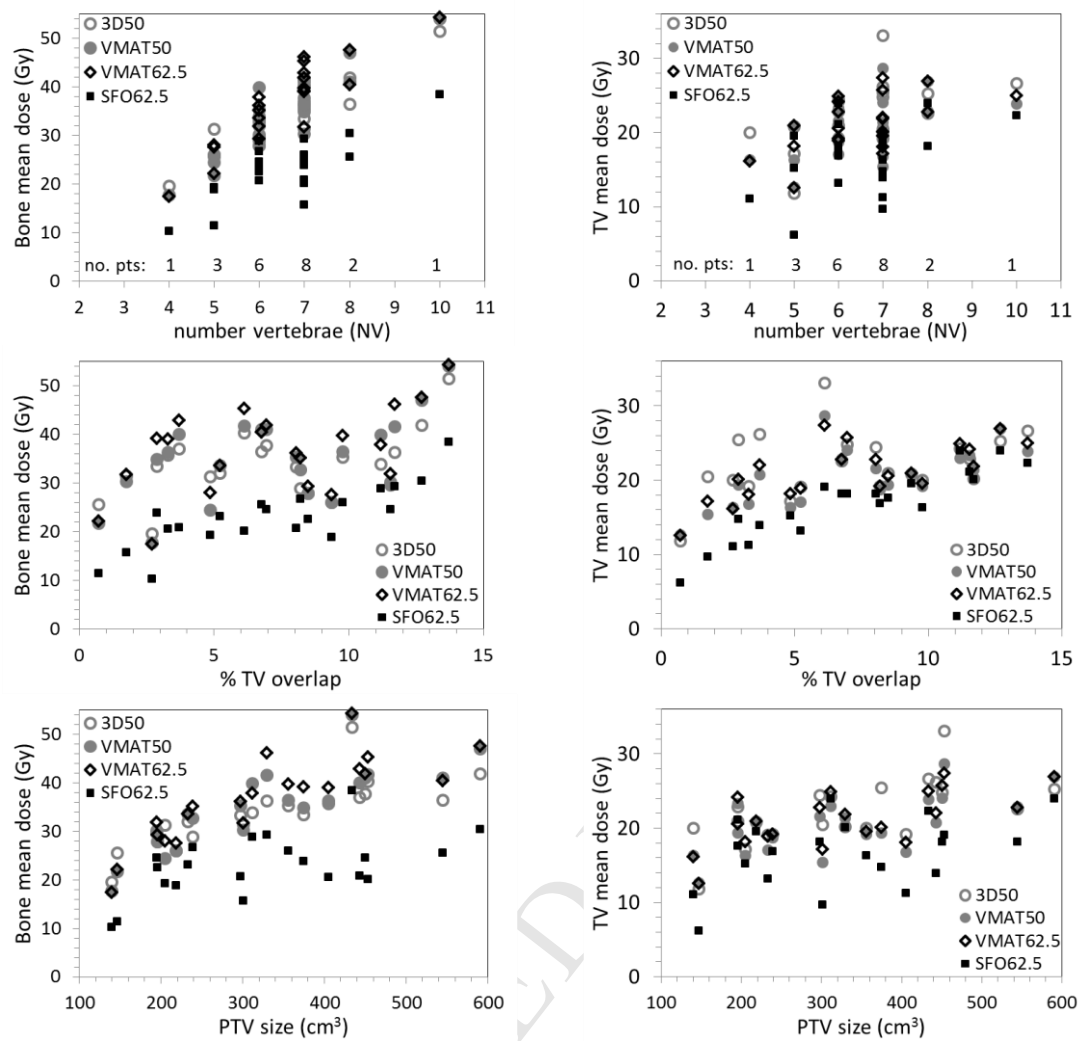 Bone mean dose (Gy)
50
40
30
20
10
0
3D50
VMAT50
VMAT62.5
SFO62.5
no. pts: 1 3 6 8 2 1
2 3 4 5 6 7 8 9 10 11
number vertebrae (NV)
TV mean dose (Gy)
30
20
10
0
3D50
VMAT50
VMAT62.5
SFO62.5
no. pts: 1 3 6 8 2 1
2 3 4 5 6 7 8 9 10 11
number vertebrae (NV)
Bone mean dose (Gy)
50
40
30
20
10
0
3D50
VMAT50
VMAT62.5
SFO62.5
0 5 10 15
% TV overlap
TV mean dose (Gy)
30
20
10
0
3D50
VMAT50
VMAT62.5
SFO62.5
0 5 10 15
% TV overlap
Bone mean dose (Gy)
50
40
30
20
10
0
3D50
VMAT50
VMAT62.5
SFO62.5
100 200 300 400 500 600
PTV size (cm³)
TV mean dose (Gy)
30
20
10
0
3D50
VMAT50
VMAT62.5
SFO62.5
100 200 300 400 500 600
PTV size (cm³)